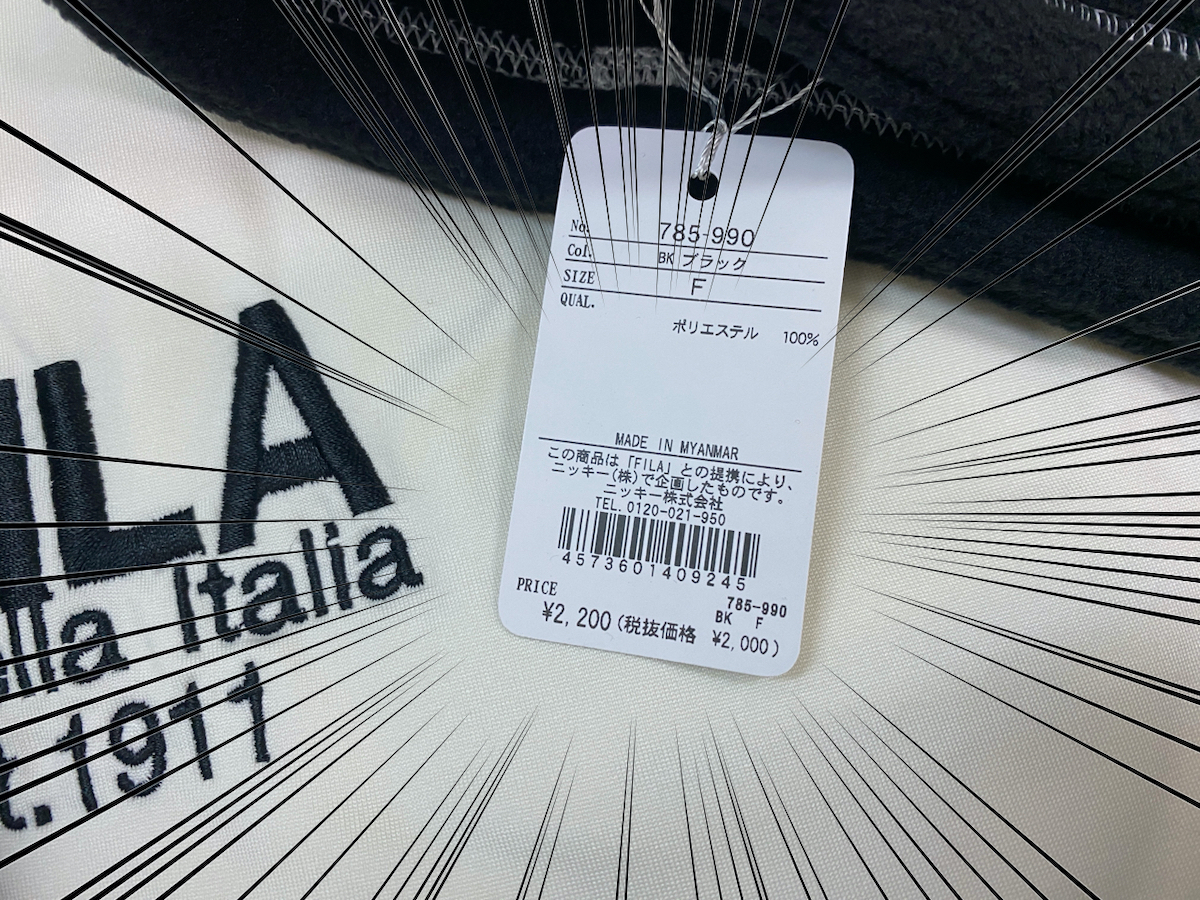 No. 785-990
Col. BK ブラック
SIZE F
QUAL.
ポリエステル 100%
MADE IN MYANMAR
この商品は「FILA」との提携により、
ニッキー(株)で企画したものです。
ニッキー株式会社
TEL. 0120-021-950
4573601409245
PRICE
785-990
BK F
¥2,200(税抜価格 ¥2,000)
ILA
ella Italia
t.1911